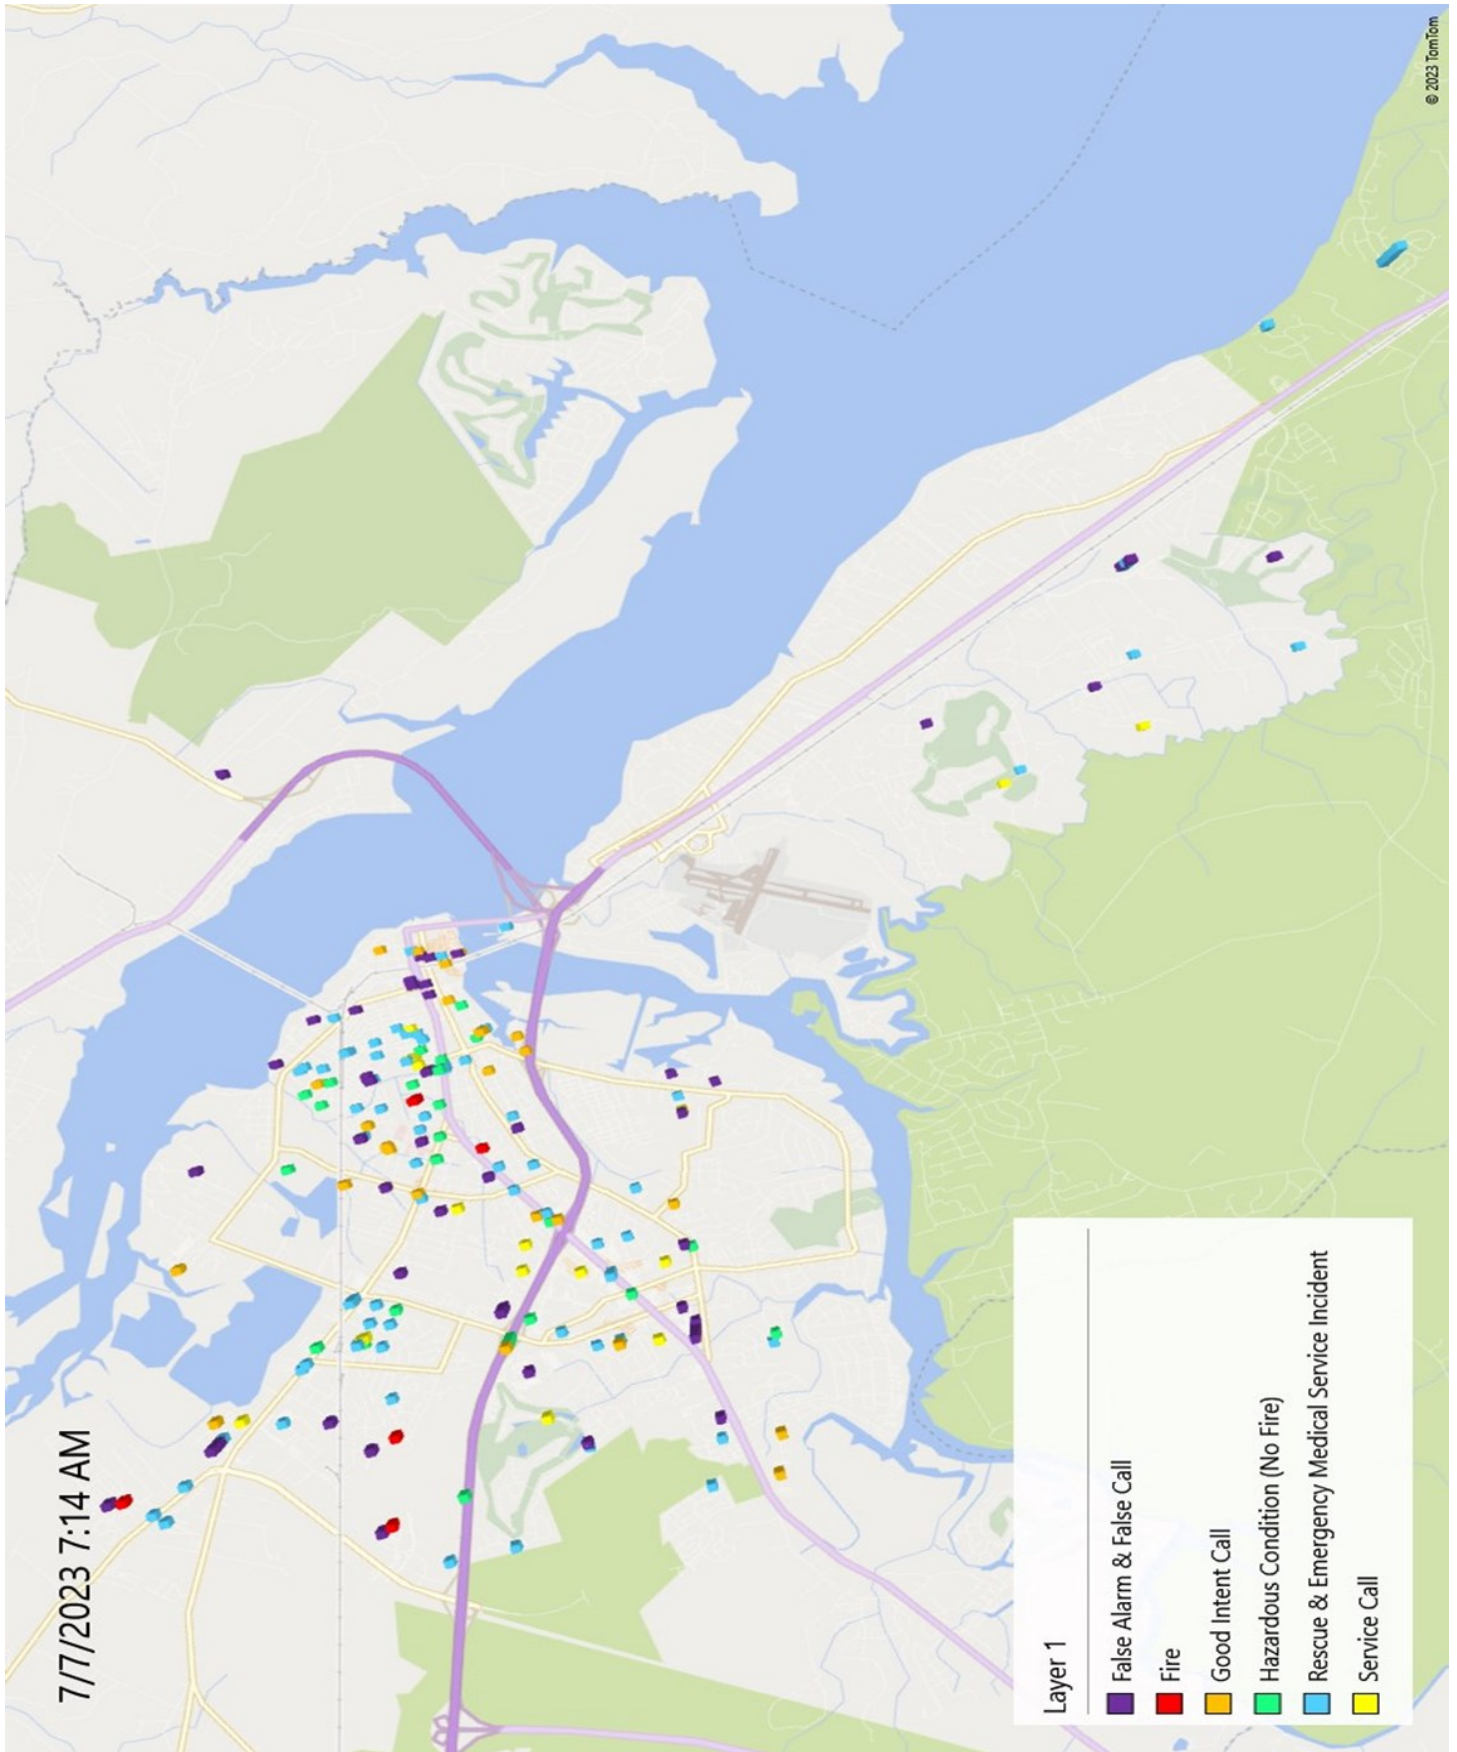 7/7/2023 7:14 AM
Layer 1
False Alarm & False Call
Fire
Good Intent Call
Hazardous Condition (No Fire)
Rescue & Emergency Medical Service Incident
Service Call
© 2023 TomTom